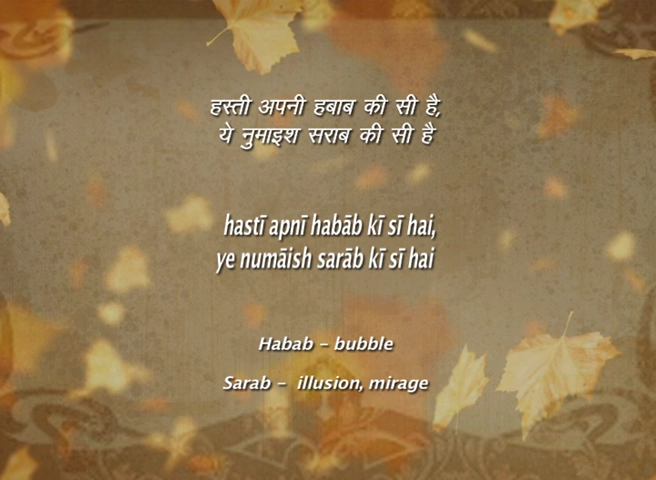 हस्ती अपनी हबाब की सी है,
ये नुमाइश सराब की सी है
hastī apnī habāb kī sī hai,
ye numāish sarāb kī sī hai
Habab – bubble
Sarab –  illusion, mirage